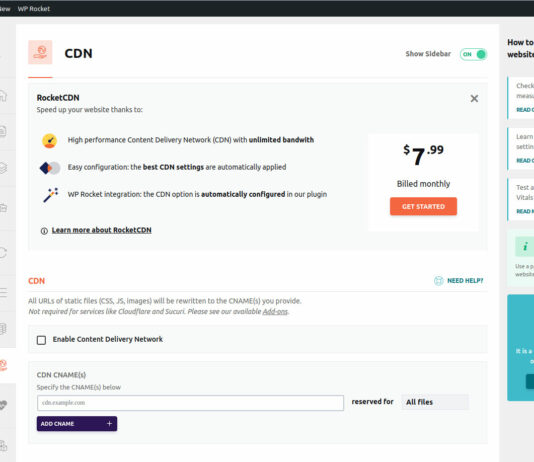 New WP Rocket
CDN
Show Sidebar
ON
RocketCDN
Speed up your website thanks to:
High performance Content Delivery Network (CDN) with unlimited bandwith
Easy configuration: the best CDN settings are automatically applied
WP Rocket integration: the CDN option is automatically configured in our plugin
Learn more about RocketCDN
$7.99
Billed monthly
GET STARTED
CDN
NEED HELP?
All URLs of static files (CSS, JS, images) will be rewritten to the CNAME(s) you provide.
Not required for services like Cloudflare and Sucuri. Please see our available Add-ons.
Enable Content Delivery Network
CDN CNAME(s)
Specify the CNAME(s) below
cdn.example.com
reserved for
All files
ADD CNAME +
How to
website
Check
measu
READ
Learn
settin
READ
Test a
Vitals
READ
i
Use a p
website
It is a